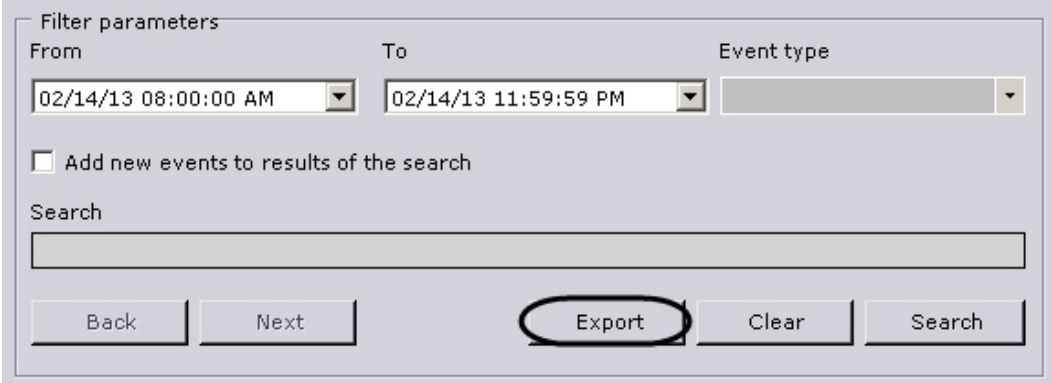 Filter parameters
From To Event type
02/14/13 08:00:00 AM 02/14/13 11:59:59 PM
Add new events to results of the search
Search
Back Next Export Clear Search